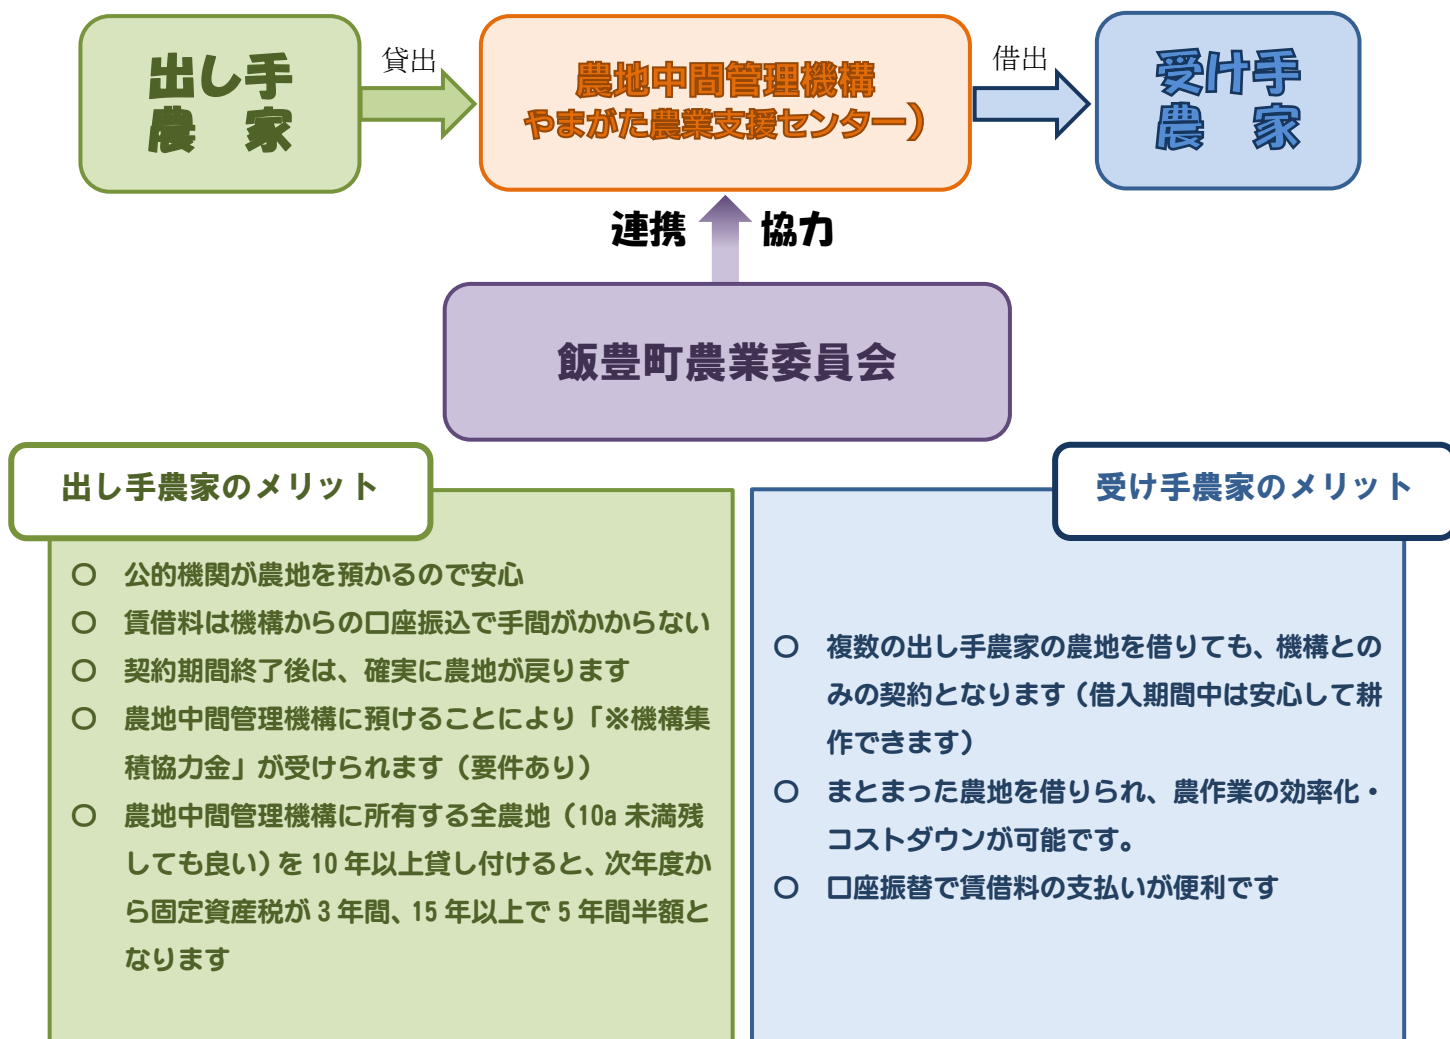 出し手
農　家
貸出
農地中間管理機構
やまがた農業支援センター）
借出
受け手
農　家
連携
協力
飯豊町農業委員会
出し手農家のメリット
○ 公的機関が農地を預かるので安心
○ 賃借料は機構からの口座振込で手間がかからない
○ 契約期間終了後は、確実に農地が戻ります
○ 農地中間管理機構に預けることにより「※機構集
積協力金」が受けられます（要件あり）
○ 農地中間管理機構に所有する全農地（10a 未満残
しても良い）を 10 年以上貸し付けると、次年度か
ら固定資産税が 3 年間、15 年以上で 5 年間半額と
なります
受け手農家のメリット
○ 複数の出し手農家の農地を借りても、機構との
みの契約となります（借入期間中は安心して耕
作できます）
○ まとまった農地を借りられ、農作業の効率化・
コストダウンが可能です。
○ 口座振替で賃借料の支払いが便利です